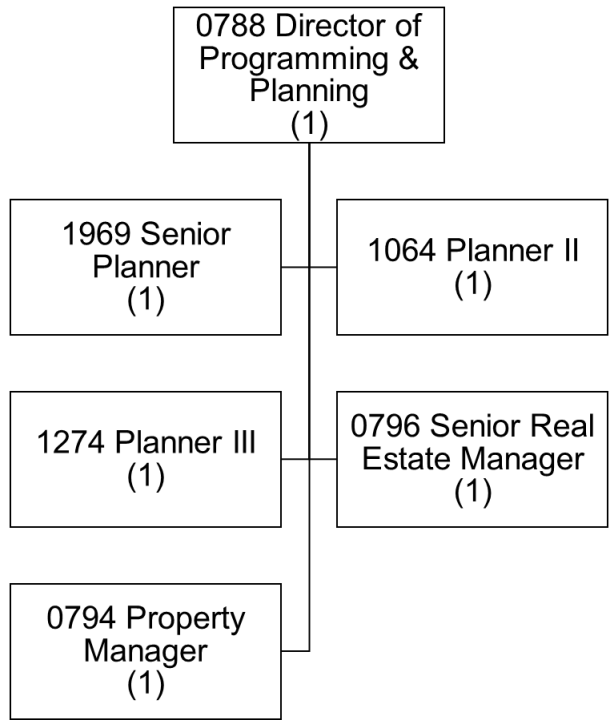 0788 Director of
Programming &
Planning
(1)
1969 Senior
Planner
(1)
1064 Planner II
(1)
1274 Planner III
(1)
0796 Senior Real
Estate Manager
(1)
0794 Property
Manager
(1)